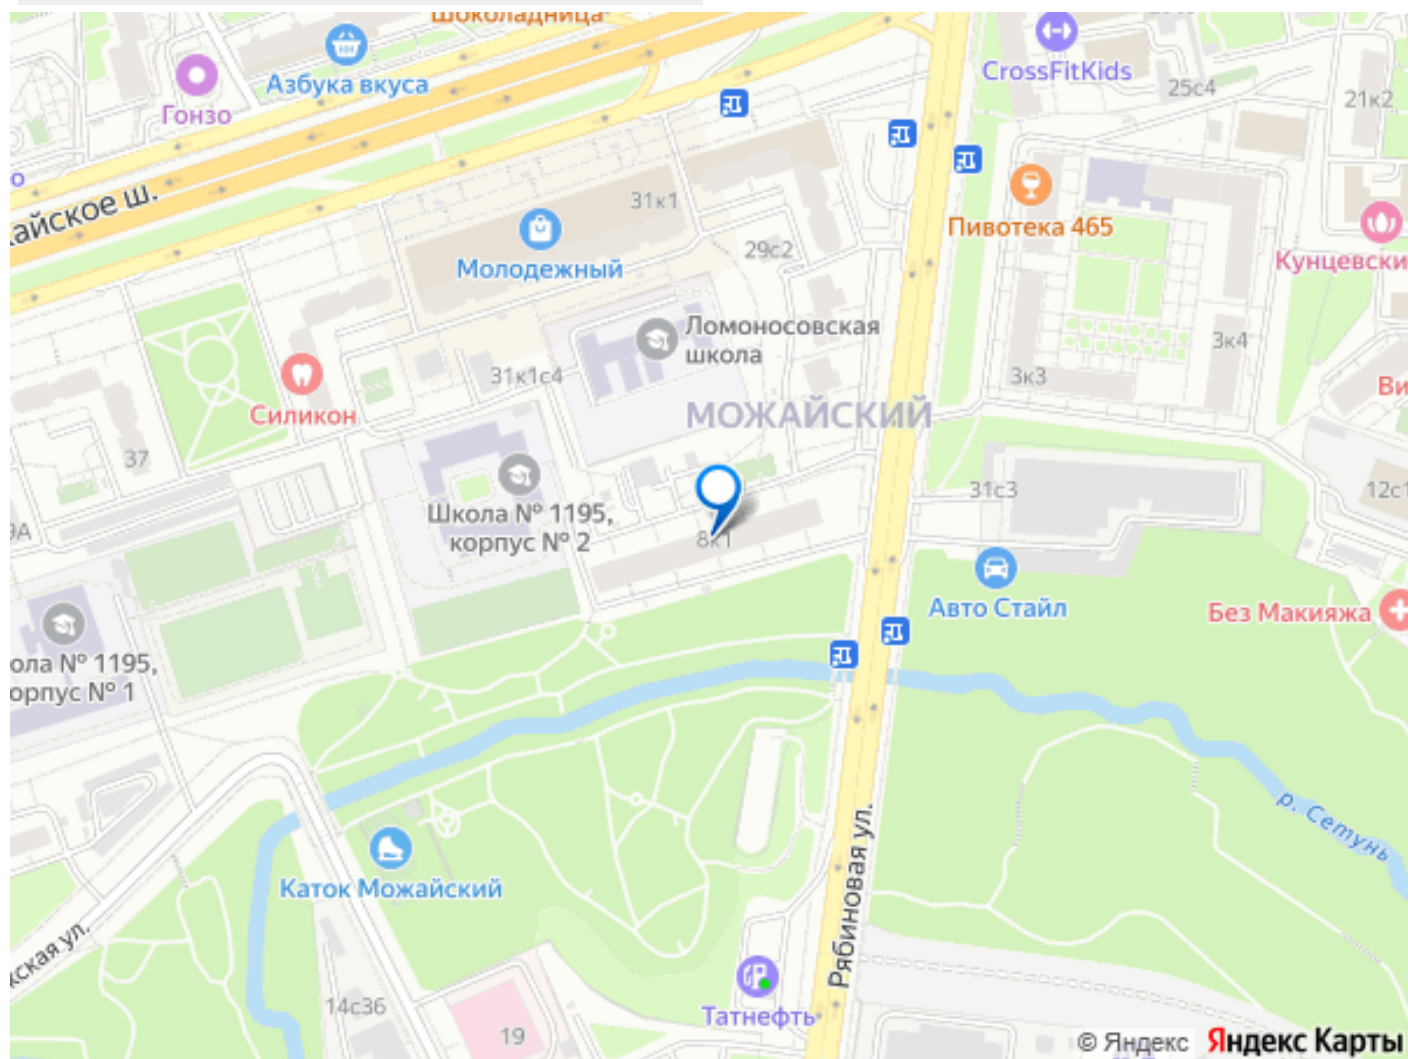 Шоколадница
Азбука вкуса
CrossFitKids
25с4
21к2
Гонзо
31к1
Пивотека 465
айское ш.
29с2
Молодежный
Кунцевски
Ломоносовская
школа
3к4
31к1с4
3к3
Ви
Силикон
МОЖАЙСКИЙ
37
31с3
12с1
Школа № 1195,
корпус № 2
8к1
9А
Авто Стайл
Без Макияжа
ола № 1195,
орпус № 1
р. Сетунь
Рябиновая ул.
Каток Можайский
ская ул.
14с36
19
Татнефть
© Яндекс Яндекс Карты